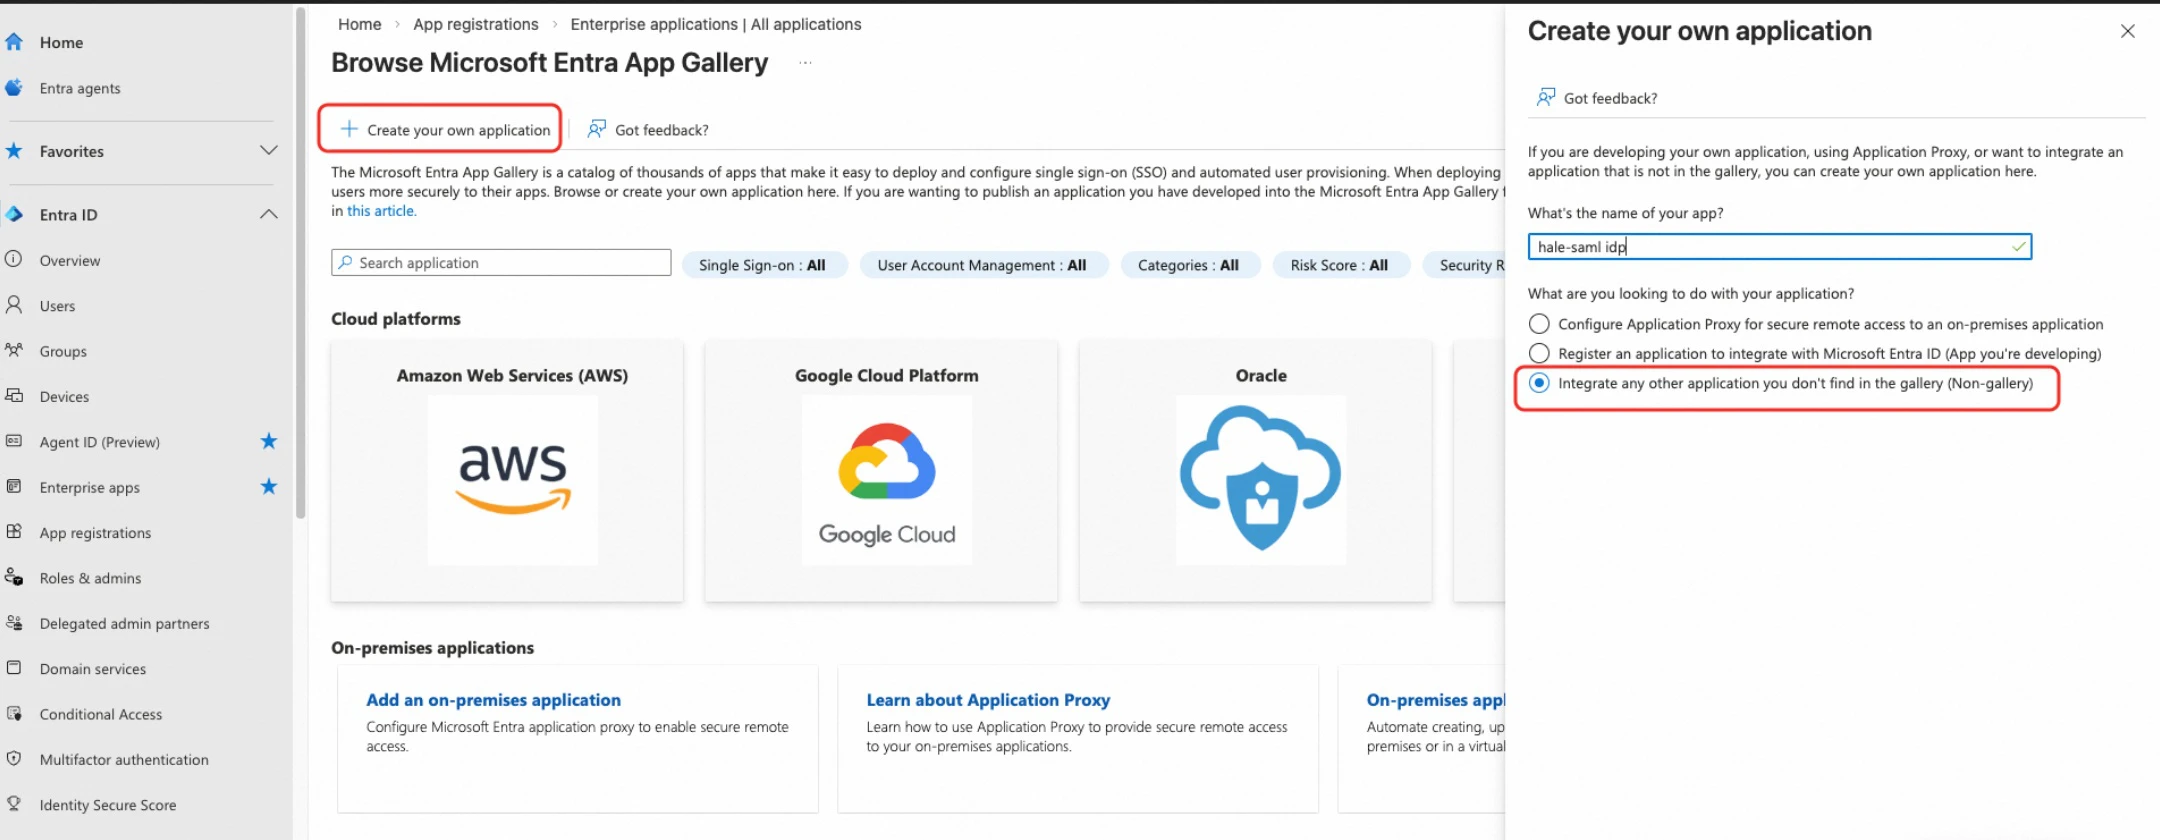 Home
Entra agents
Favorites
Entra ID
Overview
Users
Groups
Devices
Agent ID (Preview)
Enterprise apps
App registrations
Roles & admins
Delegated admin partners
Domain services
Conditional Access
Multifactor authentication
Identity Secure Score
Home > App registrations > Enterprise applications | All applications
Browse Microsoft Entra App Gallery ...
+ Create your own application
Got feedback?
The Microsoft Entra App Gallery is a catalog of thousands of apps that make it easy to deploy and configure single sign-on (SSO) and automated user provisioning. When deploying
users more securely to their apps. Browse or create your own application here. If you are wanting to publish an application you have developed into the Microsoft Entra App Gallery
in this article.
Search application
Single Sign-on : All
User Account Management : All
Categories : All
Risk Score : All
Security R
Cloud platforms
Amazon Web Services (AWS)
aws
Google Cloud Platform
Google Cloud
Oracle
On-premises applications
Add an on-premises application
Configure Microsoft Entra application proxy to enable secure remote
access.
Learn about Application Proxy
Learn how to use Application Proxy to provide secure remote access
to your on-premises applications.
On-premises appl
Automate creating, up
premises or in a virtual
Create your own application
Got feedback?
If you are developing your own application, using Application Proxy, or want to integrate an
application that is not in the gallery, you can create your own application here.
What's the name of your app?
hale-saml idp
What are you looking to do with your application?
Configure Application Proxy for secure remote access to an on-premises application
Register an application to integrate with Microsoft Entra ID (App you're developing)
Integrate any other application you don't find in the gallery (Non-gallery)